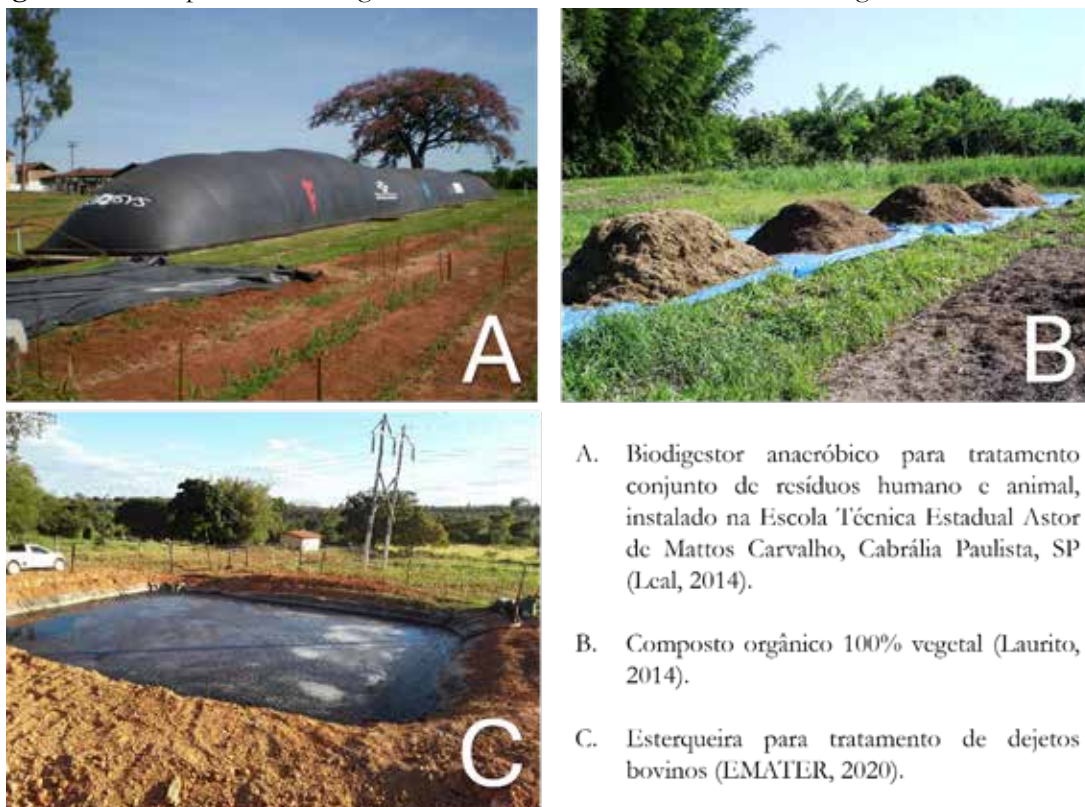 A
B
C
A. Biodigestor anaeróbico para tratamento
conjunto de resíduos humano e animal,
instalado na Escola Técnica Estadual Astor
de Mattos Carvalho, Cabrália Paulista, SP
(Leal, 2014).
B. Composto orgânico 100% vegetal (Laurito,
2014).
C. Esterqueira para tratamento de dejetos
bovinos (EMATER, 2020).